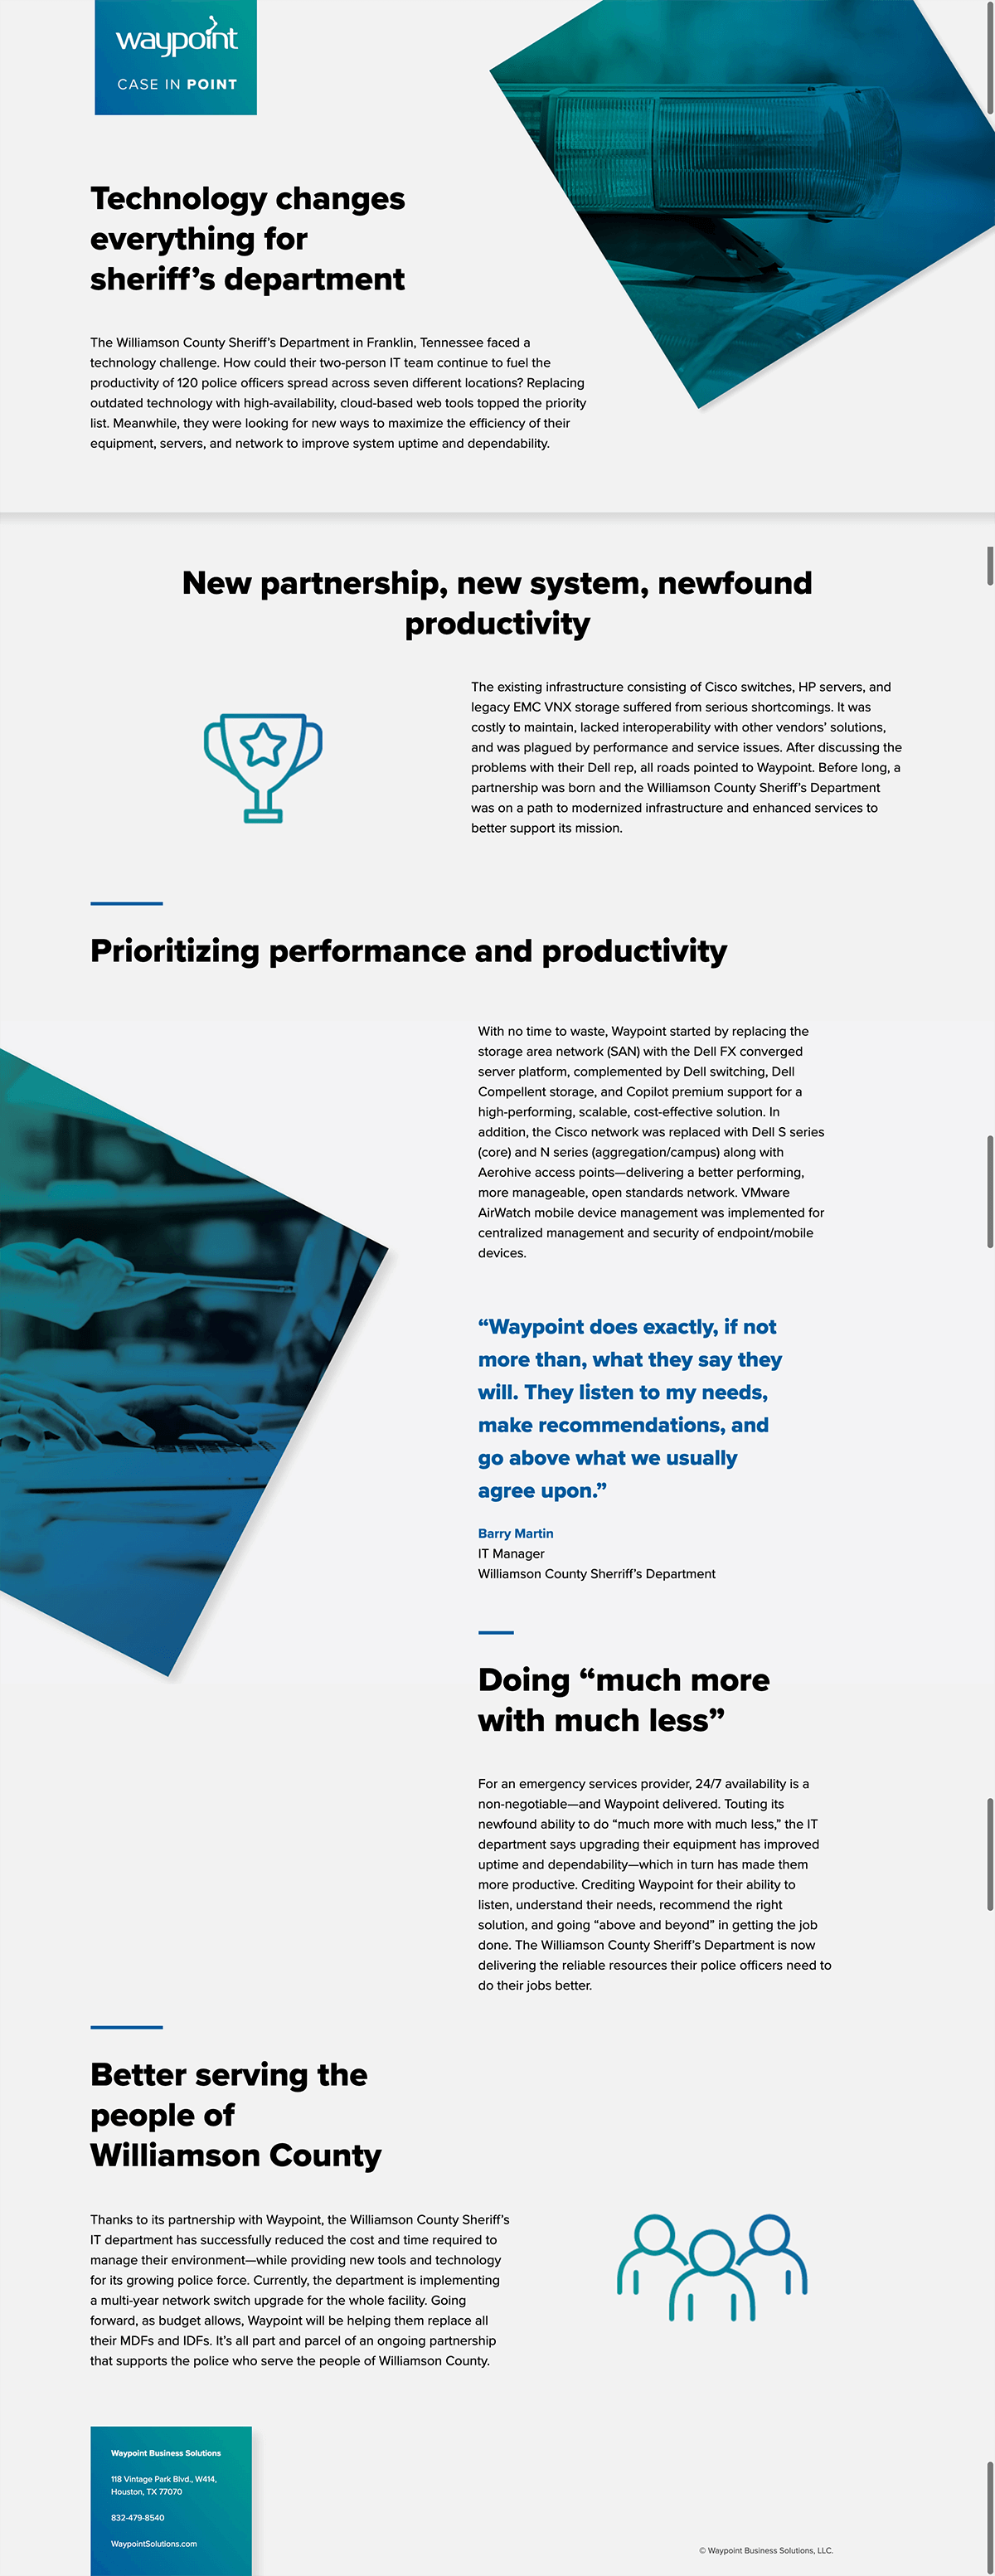 waypoint
CASE IN POINT
Technology changes
everything for
sheriff’s department
The Williamson County Sheriff’s Department in Franklin, Tennessee faced a
technology challenge. How could their two-person IT team continue to fuel the
productivity of 120 police officers spread across seven different locations? Replacing
outdated technology with high-availability, cloud-based web tools topped the priority
list. Meanwhile, they were looking for new ways to maximize the efficiency of their
equipment, servers, and network to improve system uptime and dependability.
New partnership, new system, newfound
productivity
The existing infrastructure consisting of Cisco switches, HP servers, and
legacy EMC VNX storage suffered from serious shortcomings. It was
costly to maintain, lacked interoperability with other vendors’ solutions,
and was plagued by performance and service issues. After discussing the
problems with their Dell rep, all roads pointed to Waypoint. Before long, a
partnership was born and the Williamson County Sheriff’s Department
was on a path to modernized infrastructure and enhanced services to
better support its mission.
Prioritizing performance and productivity
With no time to waste, Waypoint started by replacing the
storage area network (SAN) with the Dell FX converged
server platform, complemented by Dell switching, Dell
Compellent storage, and Copilot premium support for a
high-performing, scalable, cost-effective solution. In
addition, the Cisco network was replaced with Dell S series
(core) and N series (aggregation/campus) along with
Aerohive access points—delivering a better performing,
more manageable, open standards network. VMware
AirWatch mobile device management was implemented for
centralized management and security of endpoint/mobile
devices.
“Waypoint does exactly, if not
more than, what they say they
will. They listen to my needs,
make recommendations, and
go above what we usually
agree upon.”
Barry Martin
IT Manager
Williamson County Sherriff’s Department
Doing “much more
with much less”
For an emergency services provider, 24/7 availability is a
non-negotiable—and Waypoint delivered. Touting its
newfound ability to do “much more with much less,” the IT
department says upgrading their equipment has improved
uptime and dependability—which in turn has made them
more productive. Crediting Waypoint for their ability to
listen, understand their needs, recommend the right
solution, and going “above and beyond” in getting the job
done. The Williamson County Sheriff’s Department is now
delivering the reliable resources their police officers need to
do their jobs better.
Better serving the
people of
Williamson County
Thanks to its partnership with Waypoint, the Williamson County Sheriff’s
IT department has successfully reduced the cost and time required to
manage their environment—while providing new tools and technology
for its growing police force. Currently, the department is implementing
a multi-year network switch upgrade for the whole facility. Going
forward, as budget allows, Waypoint will be helping them replace all
their MDFs and IDFs. It’s all part and parcel of an ongoing partnership
that supports the police who serve the people of Williamson County.
Waypoint Business Solutions
118 Vintage Park Blvd., W414,
Houston, TX 77070
832-479-8540
WaypointSolutions.com
© Waypoint Business Solutions, LLC.